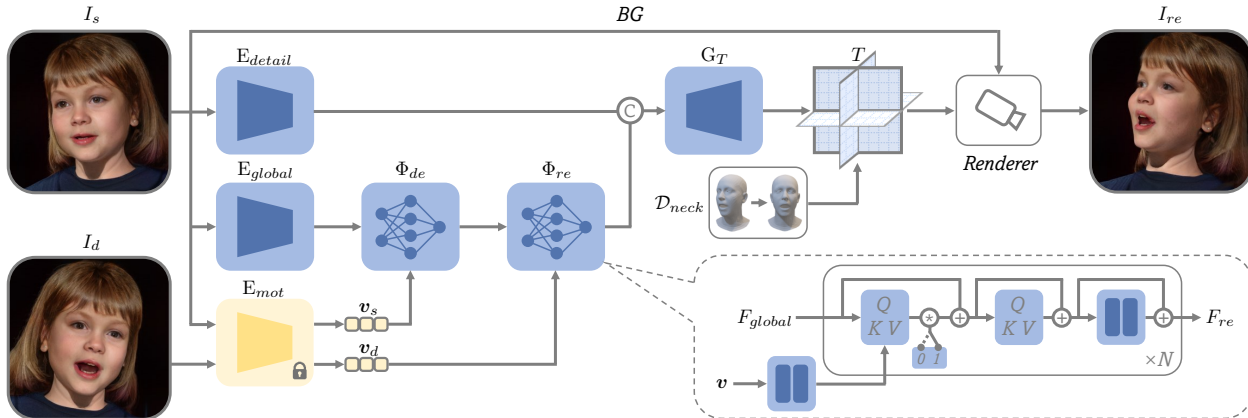 I_s
BG
I_re
E_detail
G_T
T
C
Renderer
E_global
Φ_de
Φ_re
𝒟_neck
I_d
E_mot
v_s
v_d
Q
K V
*
+
Q
K V
+
+
F_global
F_re
0 1
×N
v